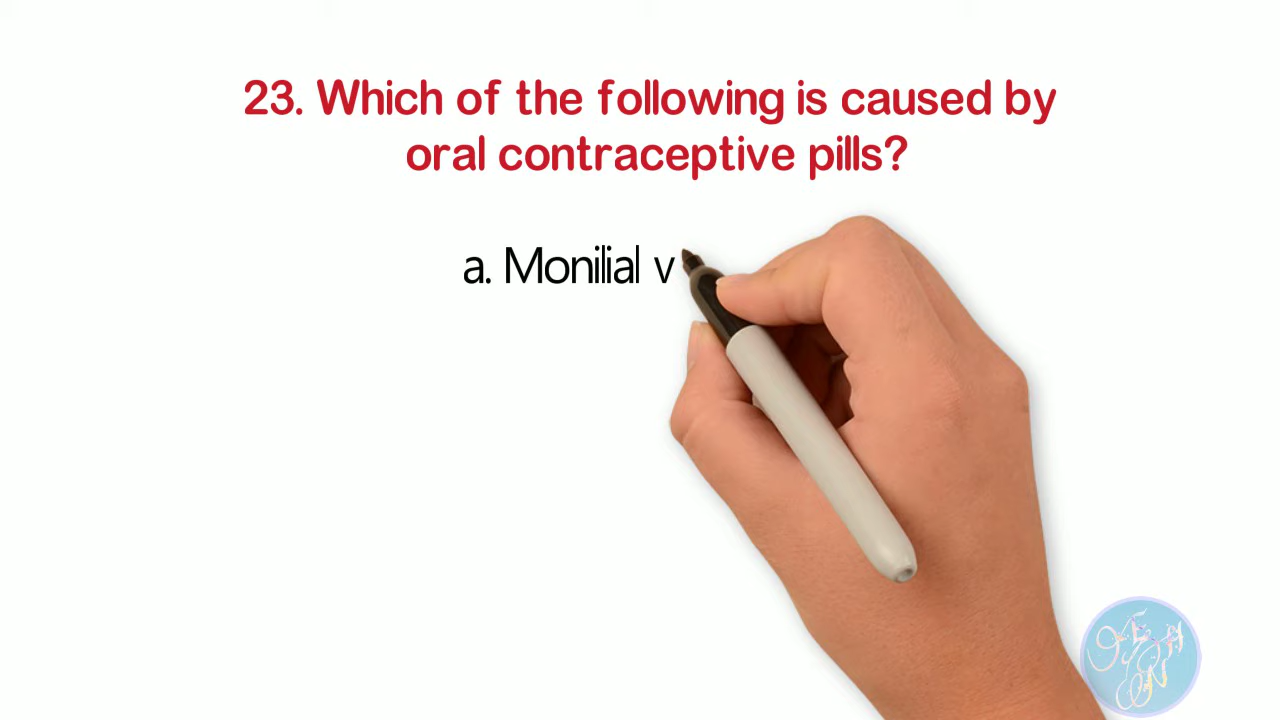 23. Which of the following is caused by
oral contraceptive pills?
a. Monilial v